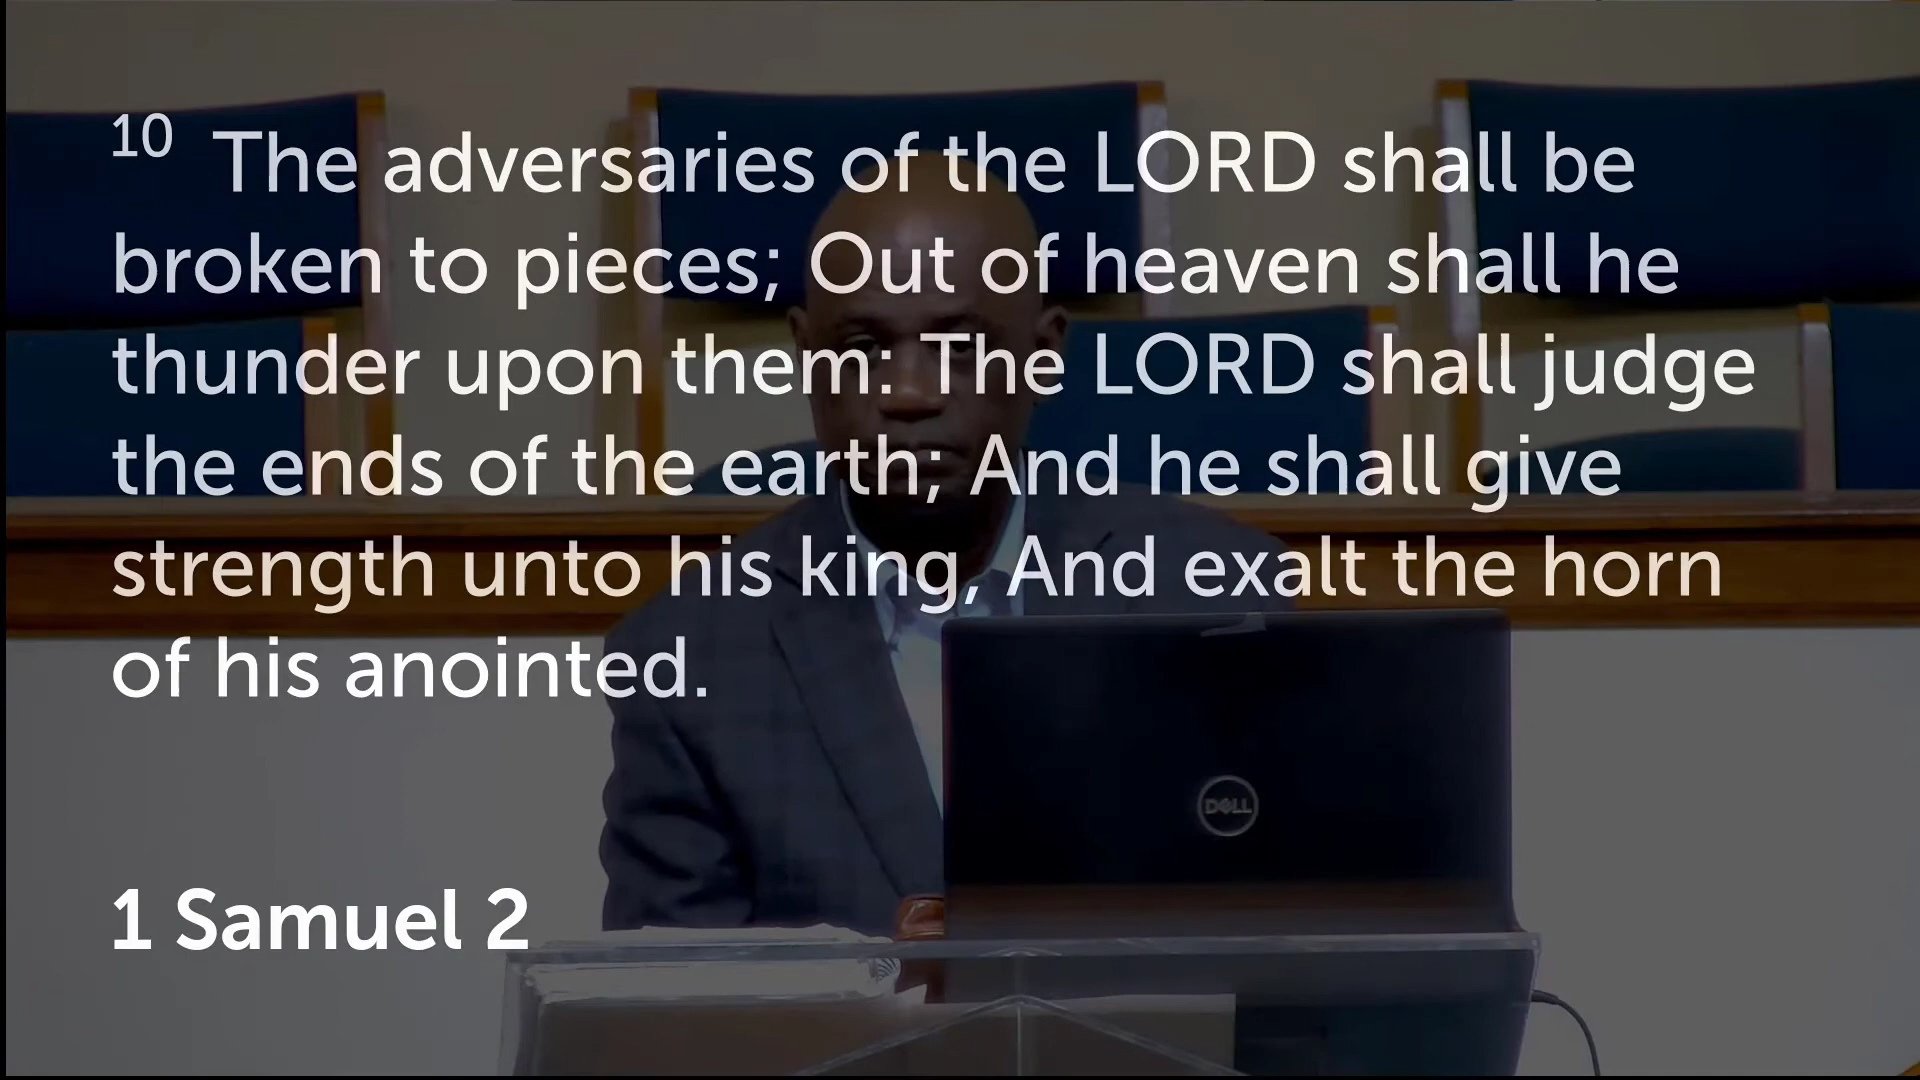 10 The adversaries of the LORD shall be
broken to pieces; Out of heaven shall he
thunder upon them: The LORD shall judge
the ends of the earth; And he shall give
strength unto his king, And exalt the horn
of his anointed.
DELL
1 Samuel 2